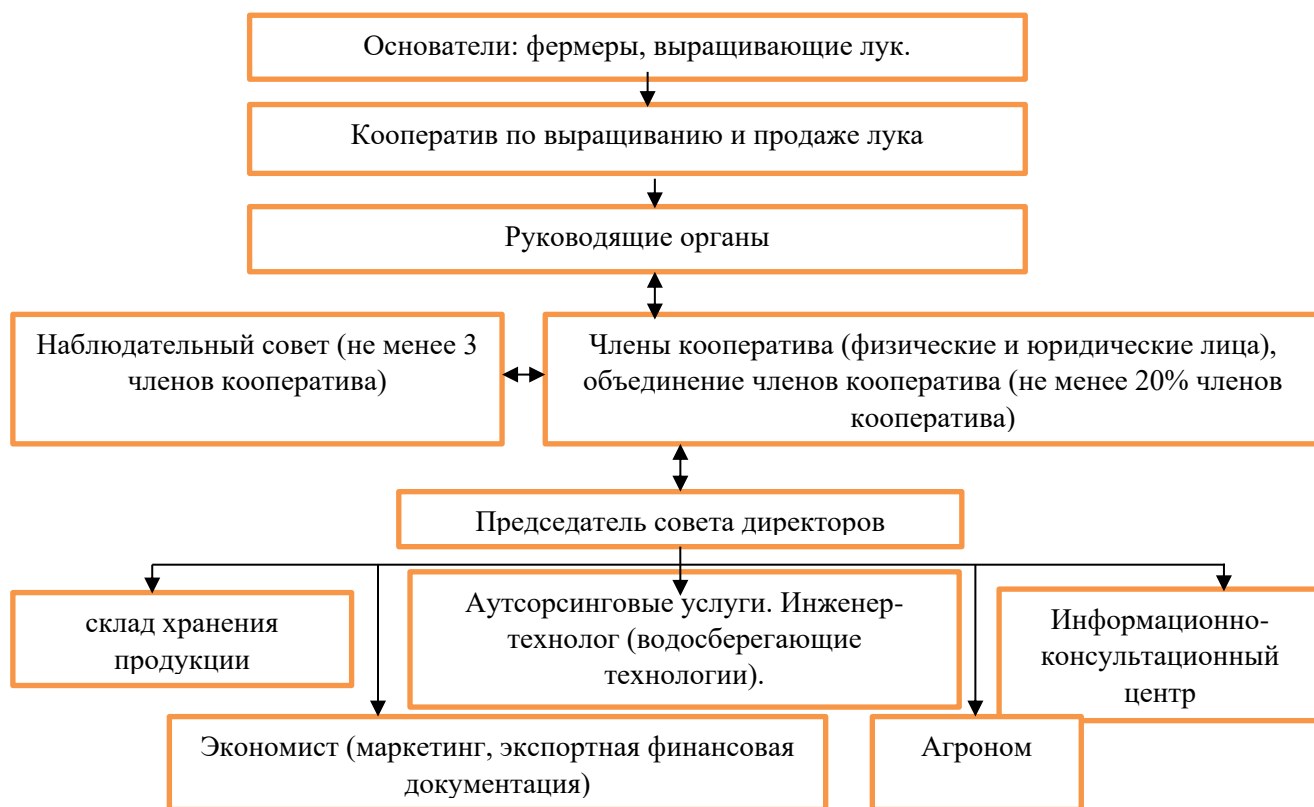 Основатели: фермеры, выращивающие лук.
Кооператив по выращиванию и продаже лука
Руководящие органы
Наблюдательный совет (не менее 3
членов кооператива)
Члены кооператива (физические и юридические лица),
объединение членов кооператива (не менее 20% членов
кооператива)
Председатель совета директоров
склад хранения
продукции
Аутсорсинговые услуги. Инженер-
технолог (водосберегающие
технологии).
Информационно-
консультационный
центр
Экономист (маркетинг, экспортная финансовая
документация)
Агроном